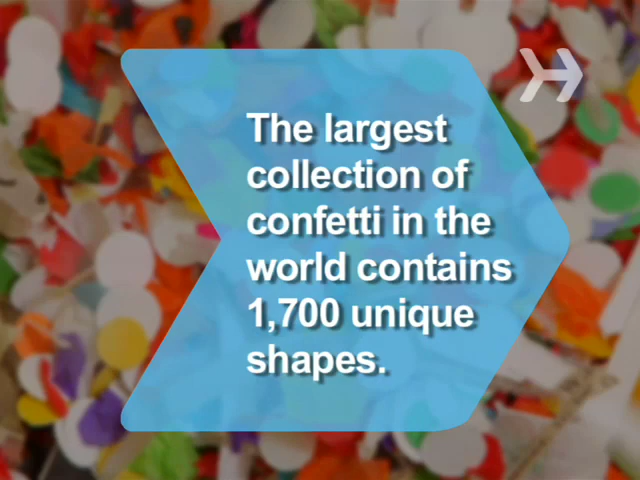 The largest
collection of
confetti in the
world contains
1,700 unique
shapes.